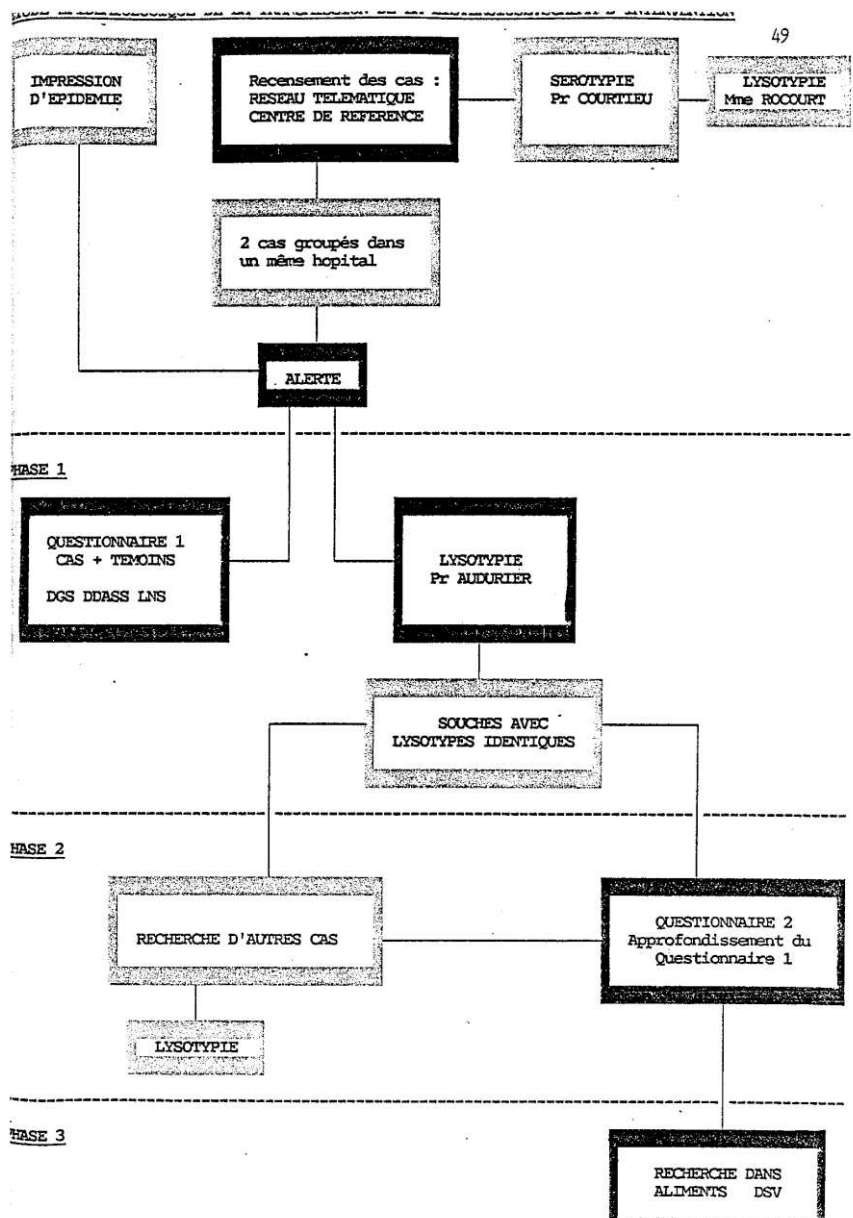 49
IMPRESSION
D'EPIDEMIE
Recensement des cas :
RESEAU TELEMATIQUE
CENTRE DE REFERENCE
SEROTYPIE
Pr COURTIEU
LYSOTYPIE
Mme ROCOURT
2 cas groupés dans
un même hopital
ALERTE
HASE 1
QUESTIONNAIRE 1
CAS + TEMOINS
DGS DDASS LNS
LYSOTYPIE
Pr AUDURIER
SOUCHES AVEC
LYSOTYPES IDENTIQUES
HASE 2
RECHERCHE D'AUTRES CAS
QUESTIONNAIRE 2
Approfondissement du
Questionnaire 1
LYSOTYPIE
HASE 3
RECHERCHE DANS
ALIMENTS DSV